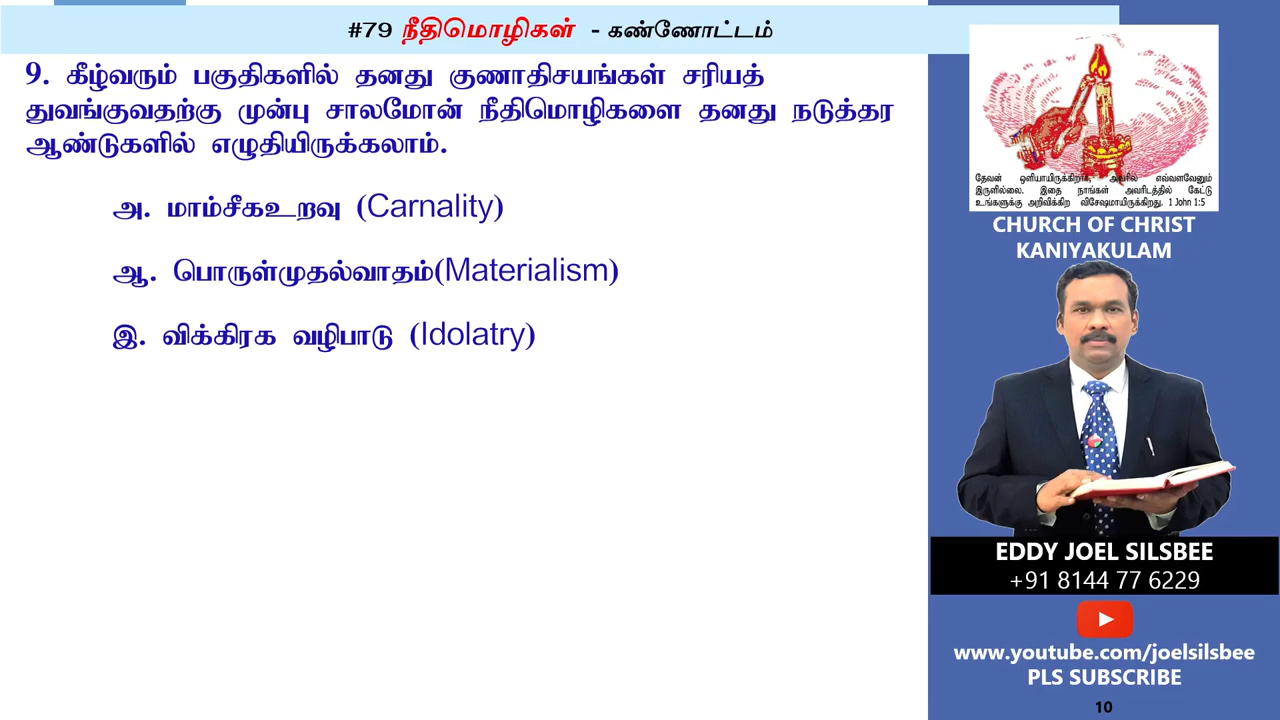 #79 நீதிமொழிகள் - கண்ணோட்டம்
9. கீழ்வரும் பகுதிகளில் தனது குணாதிசயங்கள் சரியத்
துவங்குவதற்கு முன்பு சாலமோன் நீதிமொழிகளை தனது நடுத்தர
ஆண்டுகளில் எழுதியிருக்கலாம்.
அ. மாம்சீகஉறவு (Carnality)
ஆ. பொருள்முதல்வாதம்(Materialism)
இ. விக்கிரக வழிபாடு (Idolatry)
தேவன் ஒளியாயிருக்கிறார், அவரில் எவ்வளவேனும்
இருளில்லை. இதை நாங்கள் அவரிடத்தில் கேட்டு
உங்களுக்கு அறிவிக்கிற விசேஷமாயிருக்கிறது. 1 John 1:5
CHURCH OF CHRIST
KANIYAKULAM
EDDY JOEL SILSBEE
+91 8144 77 6229
www.youtube.com/joelsilsbee
PLS SUBSCRIBE
10